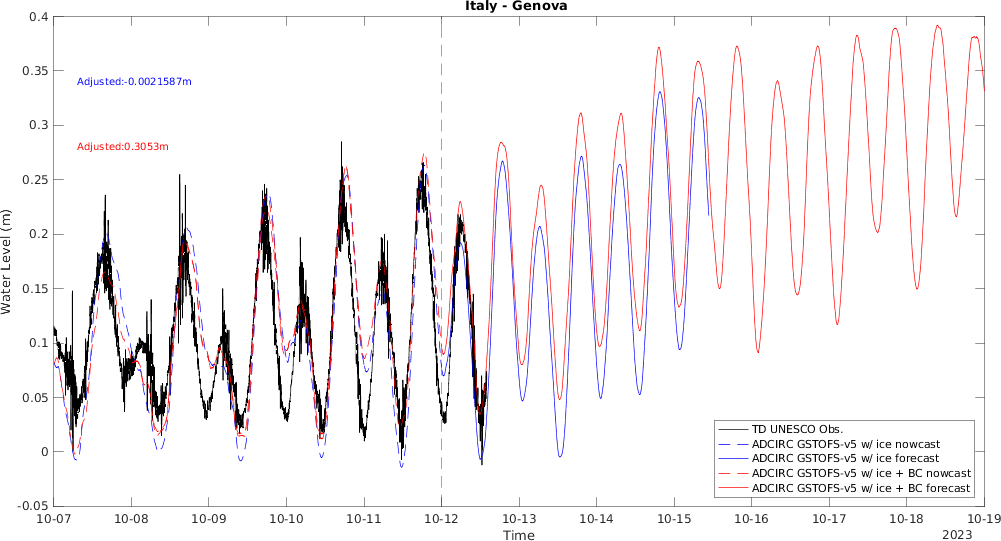 Italy - Genova
Water Level (m)
0.4
0.35
0.3
0.25
0.2
0.15
0.1
0.05
0
-0.05
Adjusted:-0.0021587m
Adjusted:0.3053m
TD UNESCO Obs.
ADCIRC GSTOFS-v5 w/ ice nowcast
ADCIRC GSTOFS-v5 w/ ice forecast
ADCIRC GSTOFS-v5 w/ ice + BC nowcast
ADCIRC GSTOFS-v5 w/ ice + BC forecast
10-07 10-08 10-09 10-10 10-11 10-12 10-13 10-14 10-15 10-16 10-17 10-18 10-19
Time
2023